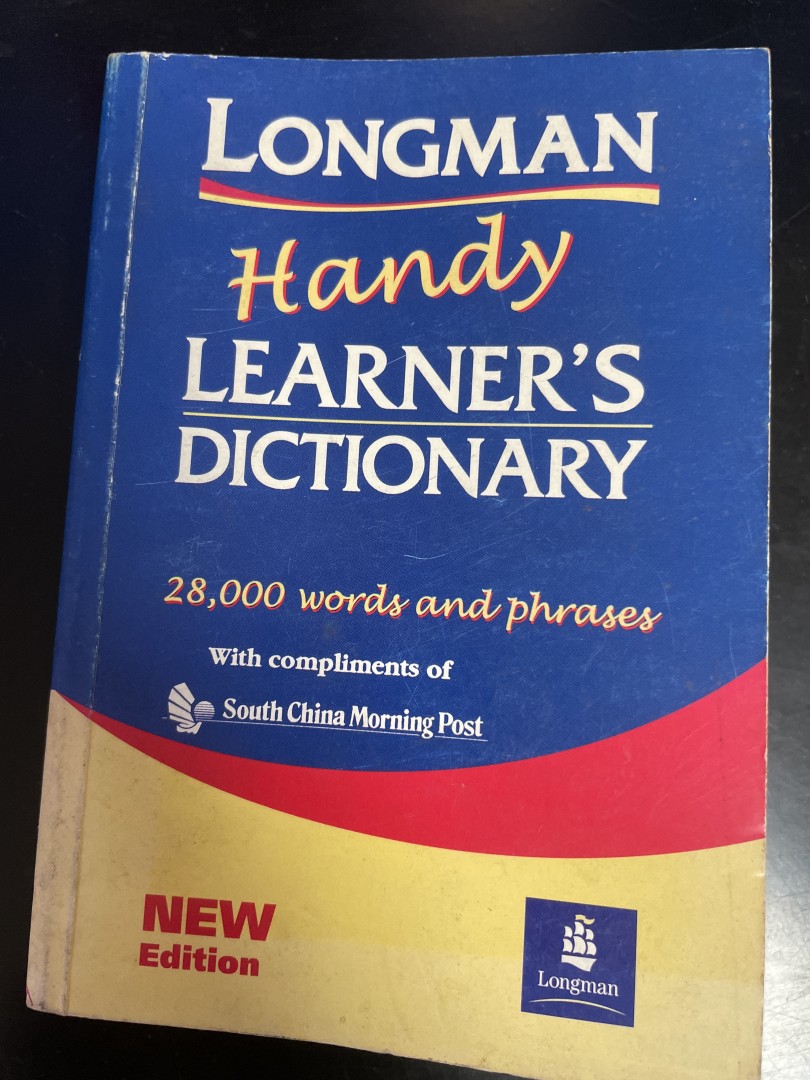 LONGMAN
Handy
LEARNER'S
DICTIONARY
28,000 words and phrases
With compliments of
South China Morning Post
NEW
Edition
Longman